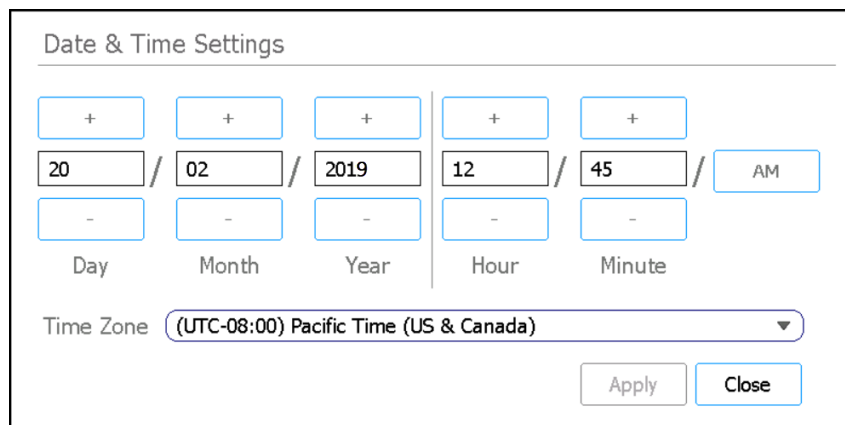 Date & Time Settings
+ + + + +
20 / 02 / 2019 12 / 45 / AM
- - - - -
Day Month Year Hour Minute
Time Zone (UTC-08:00) Pacific Time (US & Canada)
Apply Close